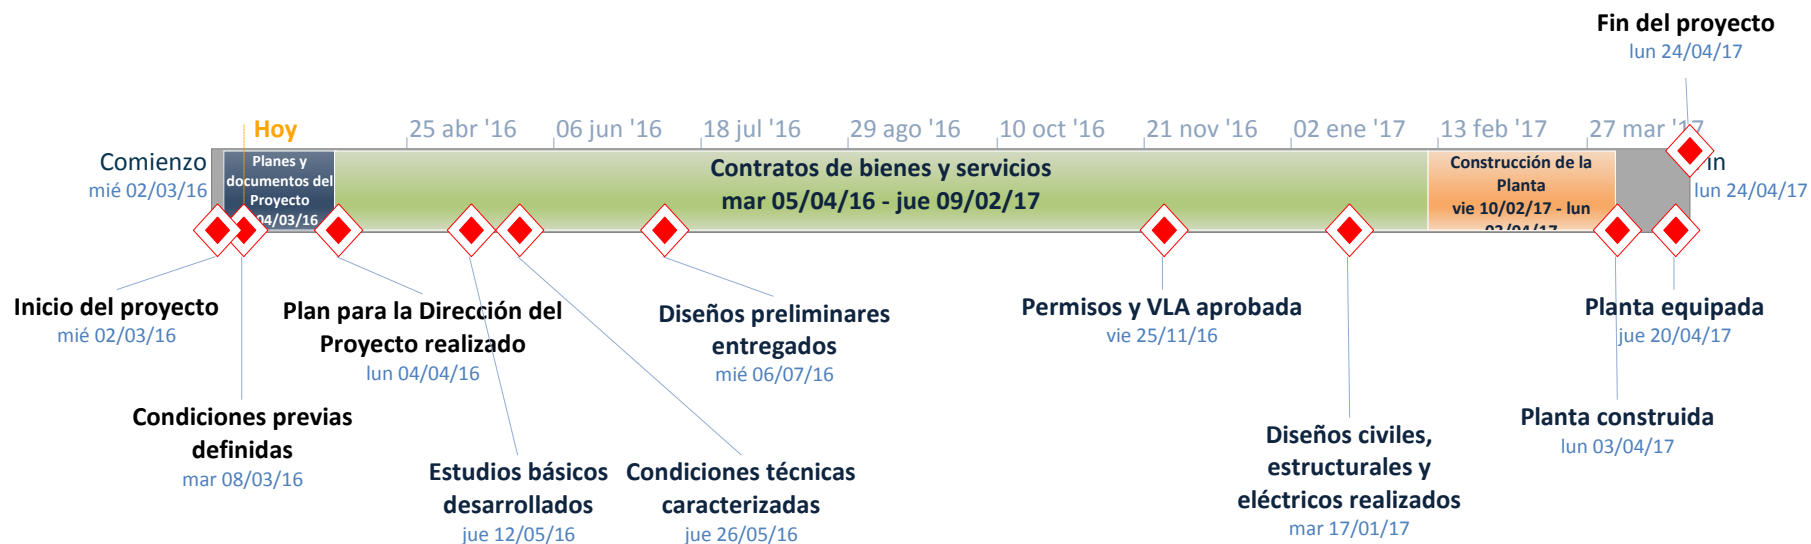 Fin del proyecto
lun 24/04/17
Hoy
25 abr '16
06 jun '16
18 jul '16
29 ago '16
10 oct '16
21 nov '16
02 ene '17
13 feb '17
27 mar '17
Comienzo
mié 02/03/16
Planes y
documentos del
Proyecto
04/03/16
Contratos de bienes y servicios
mar 05/04/16 - jue 09/02/17
Construcción de la
Planta
vie 10/02/17 - lun
03/04/17
in
lun 24/04/17
Inicio del proyecto
mié 02/03/16
Condiciones previas
definidas
mar 08/03/16
Plan para la Dirección del
Proyecto realizado
lun 04/04/16
Estudios básicos
desarrollados
jue 12/05/16
Condiciones técnicas
caracterizadas
jue 26/05/16
Diseños preliminares
entregados
mié 06/07/16
Permisos y VLA aprobada
vie 25/11/16
Diseños civiles,
estructurales y
eléctricos realizados
mar 17/01/17
Planta construida
lun 03/04/17
Planta equipada
jue 20/04/17